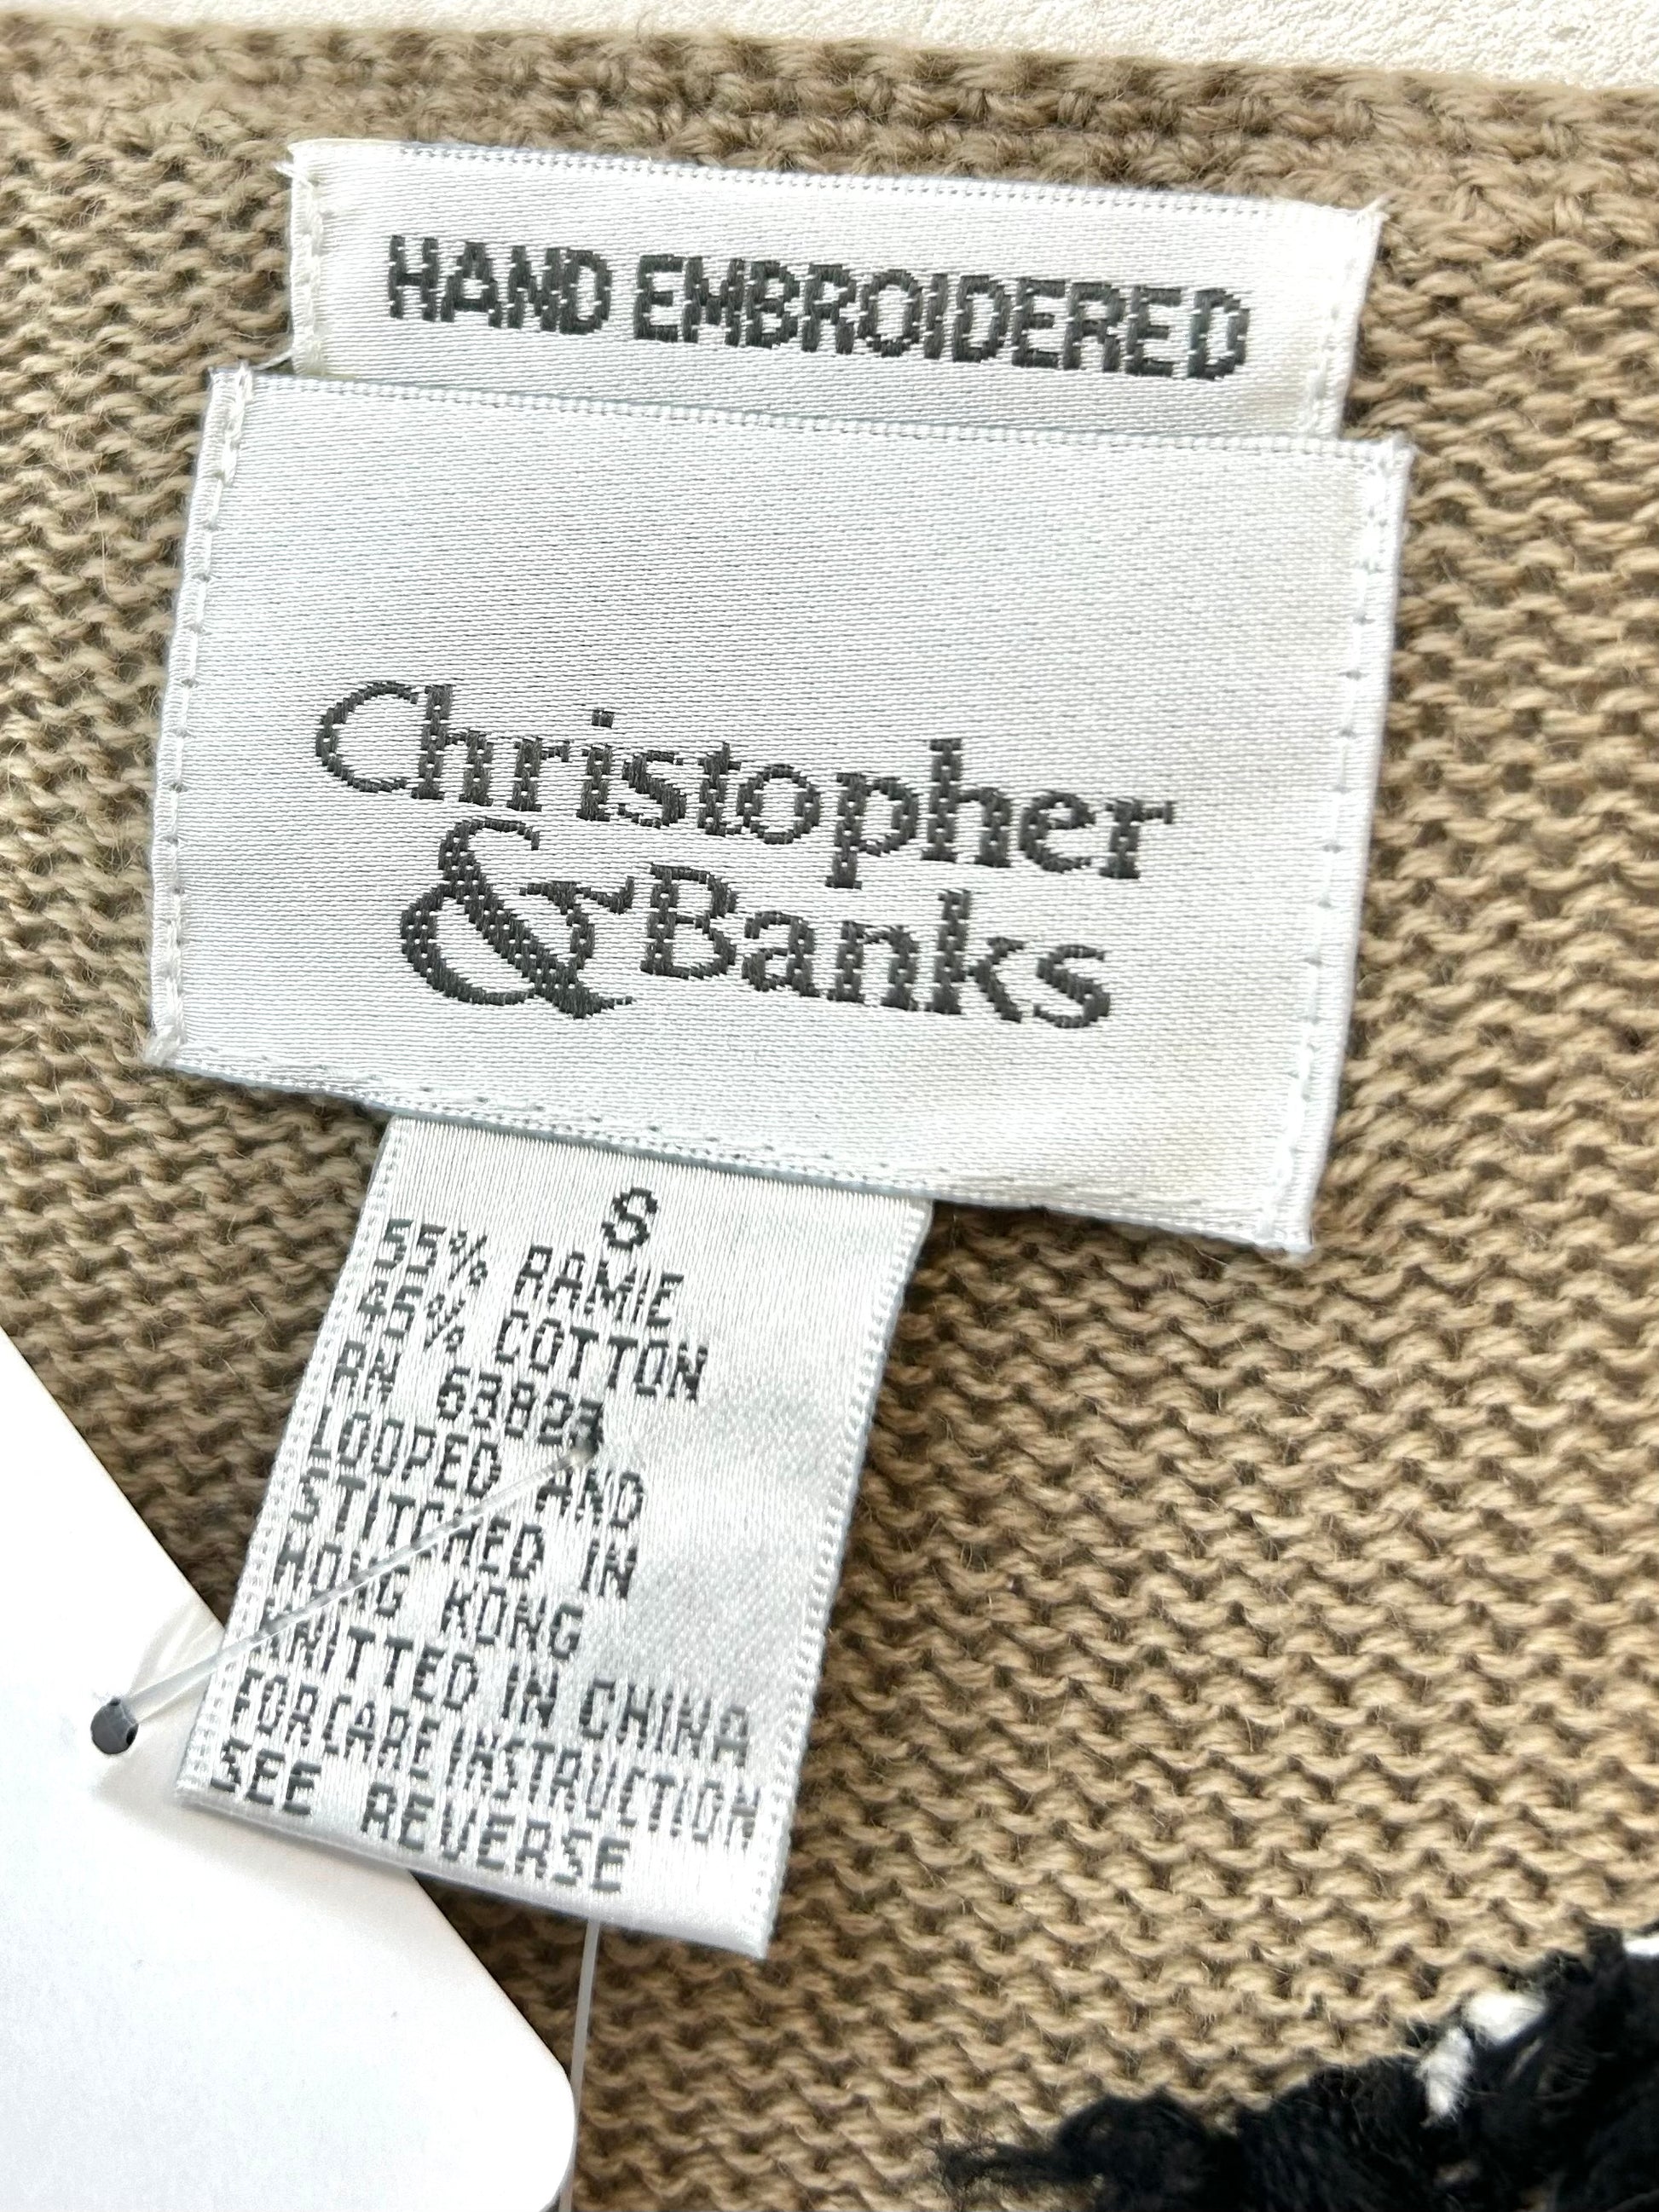 HAND EMBROIDERED
Christopher
& Banks
S
55% RAMIE
45% COTTON
RN
LOOPED AND
STITCHED IN
HONG KONG
KNITTED IN CHINA
FOR CARE INSTRUCTION
SEE REVERSE